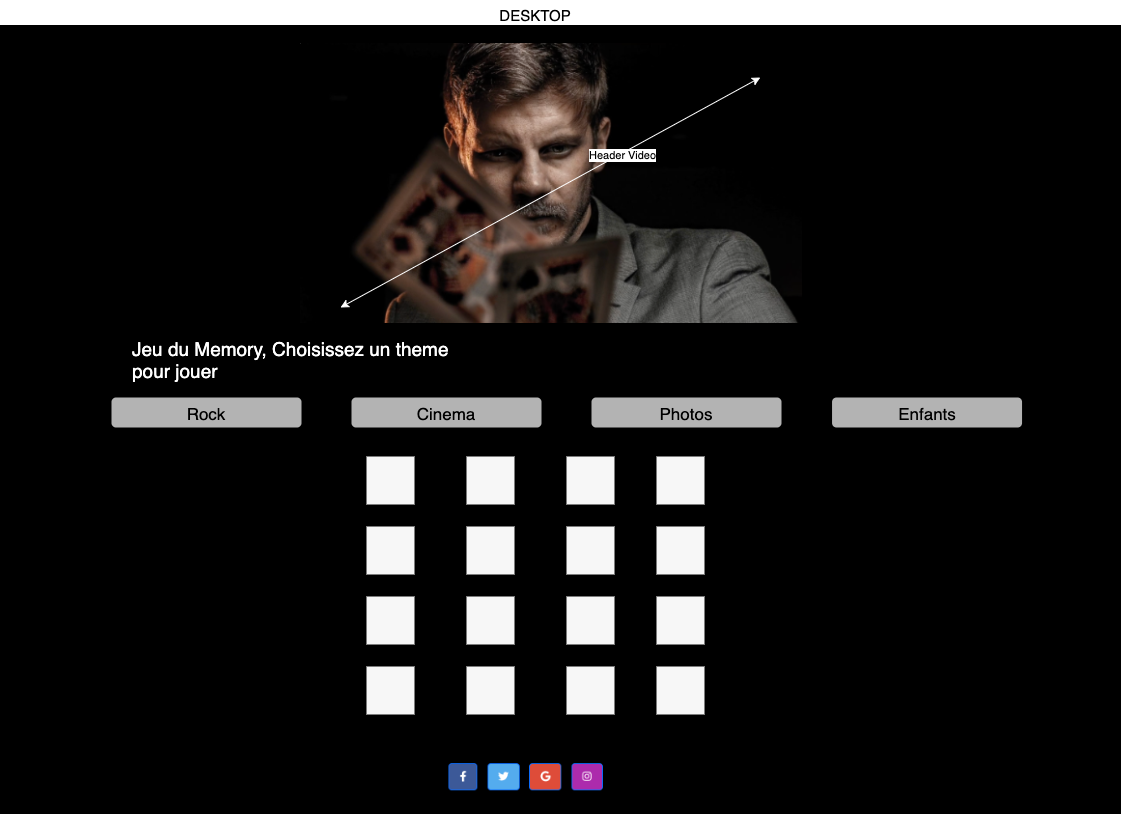 DESKTOP
Header Video
Jeu du Memory, Choisissez un theme
pour jouer
Rock
Cinema
Photos
Enfants